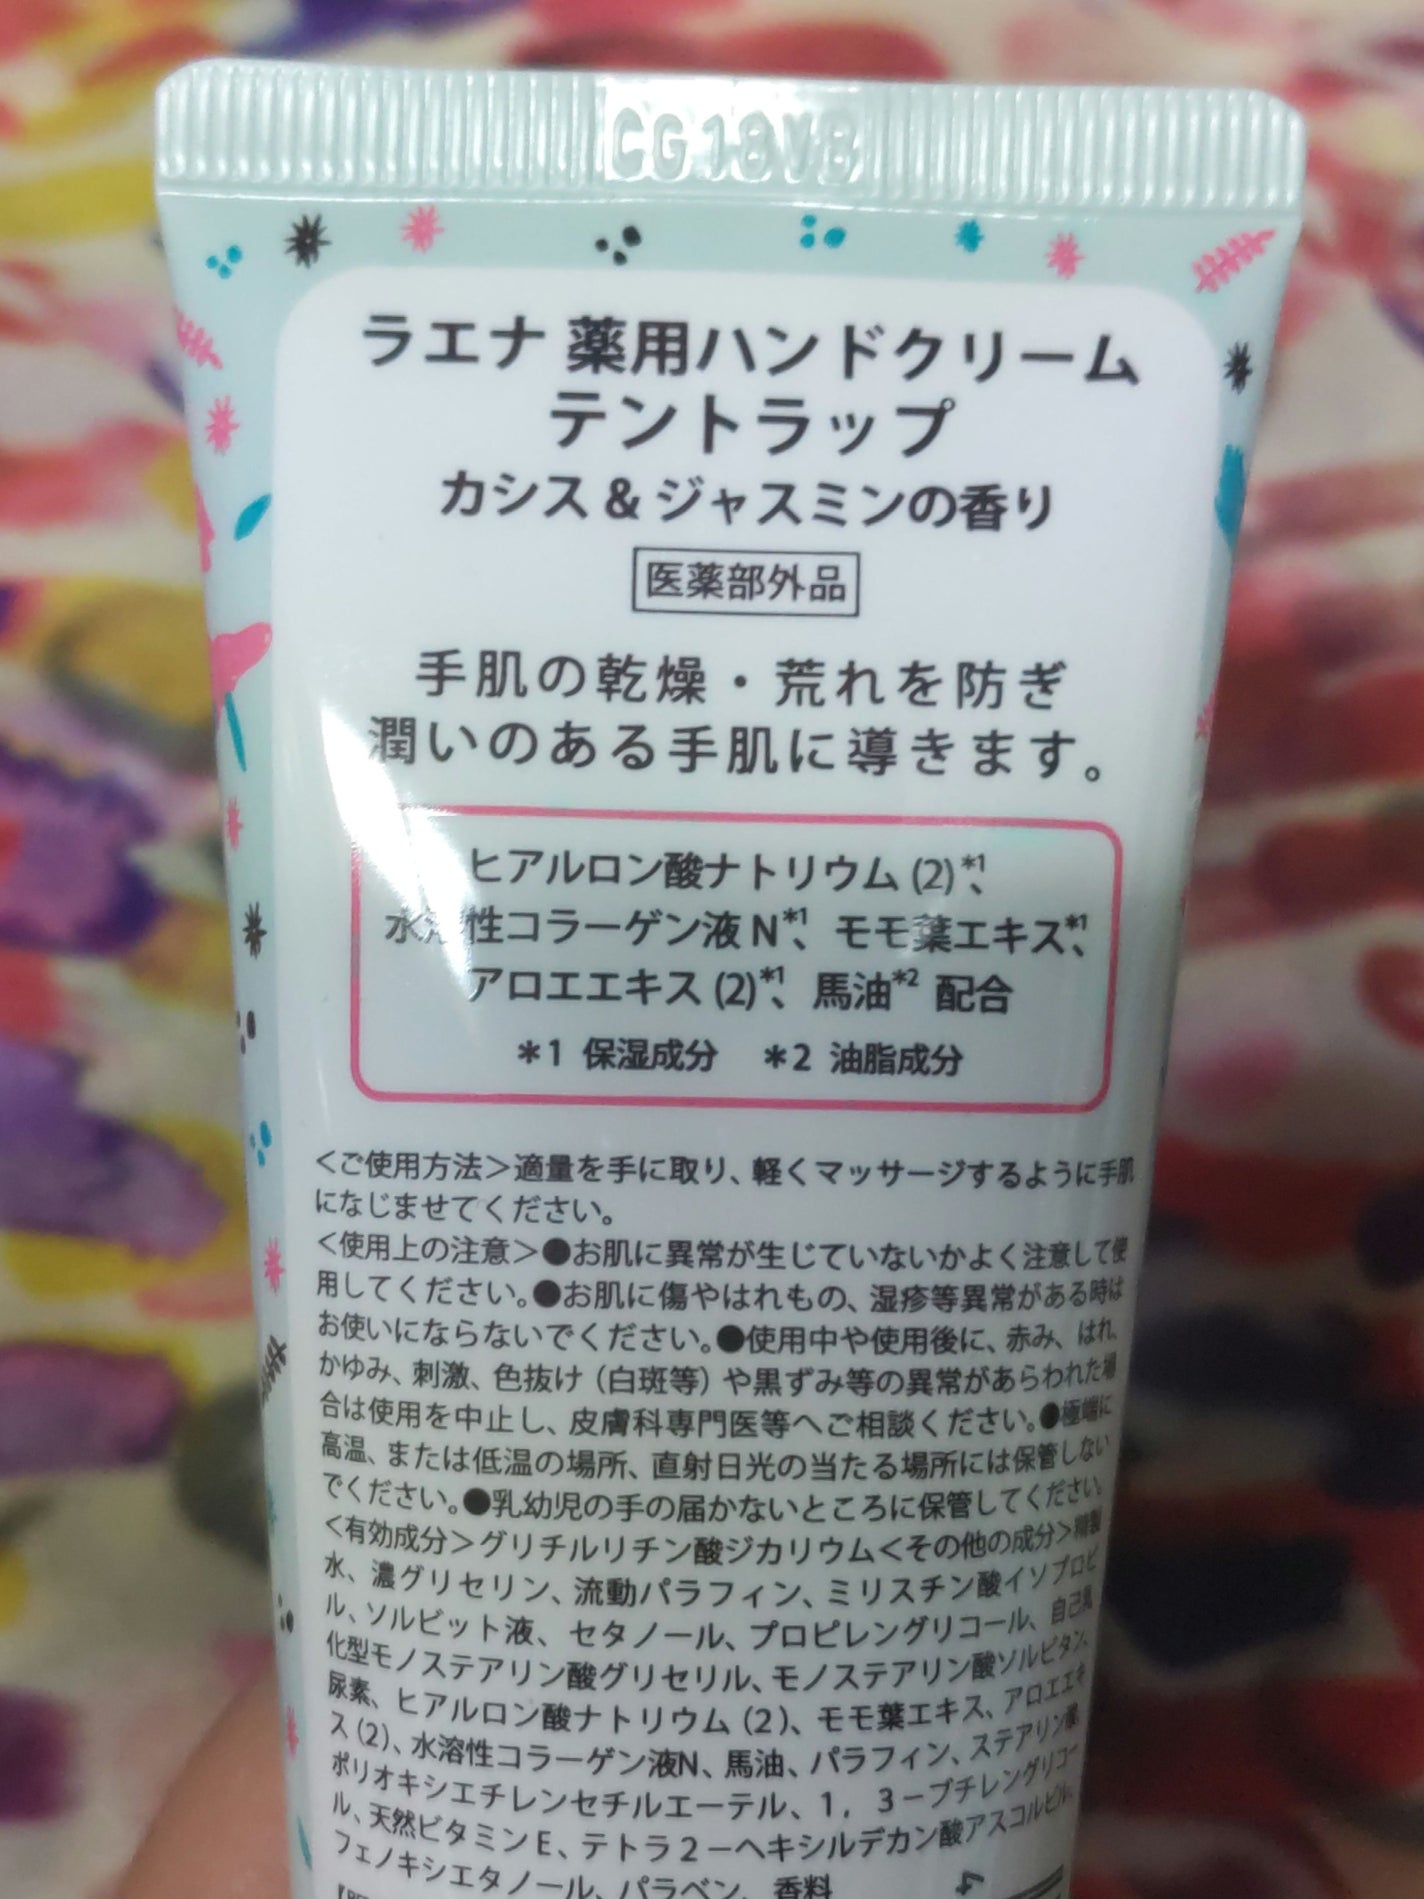 CG18V8
ラエナ 薬用ハンドクリーム
テントラップ
カシス & ジャスミンの香り
医薬部外品
手肌の乾燥・荒れを防ぎ
潤いのある手肌に導きます。
ヒアルロン酸ナトリウム (2)*1、
水溶性コラーゲン液 N*1、モモ葉エキス*1、
アロエエキス (2)*1、馬油*2 配合
*1 保湿成分 *2 油脂成分
<ご使用方法>適量を手に取り、軽くマッサージするように手肌
になじませてください。
<使用上の注意>●お肌に異常が生じていないかよく注意して使
用してください。●お肌に傷やはれもの、湿疹等異常がある時は
お使いにならないでください。●使用中や使用後に、赤み、はれ、
かゆみ、刺激、色抜け(白斑等)や黒ずみ等の異常があらわれた場
合は使用を中止し、皮膚科専門医等へご相談ください。●極端に
高温、または低温の場所、直射日光の当たる場所には保管しない
でください。●乳幼児の手の届かないところに保管してください。
<有効成分>グリチルリチン酸ジカリウム<その他の成分>精製
水、濃グリセリン、流動パラフィン、ミリスチン酸イソプロピ
ル、ソルビット液、セタノール、プロピレングリコール、自己乳
化型モノステアリン酸グリセリル、モノステアリン酸ソルビタン、
尿素、ヒアルロン酸ナトリウム(2)、モモ葉エキス、アロエエキ
ス(2)、水溶性コラーゲン液N、馬油、パラフィン、ステアリン酸
ポリオキシエチレンセチルエーテル、1,3-ブチレングリコー
ル、天然ビタミンE、テトラ2-ヘキシルデカン酸アスコルビル、
フェノキシエタノール、パラベン、香料